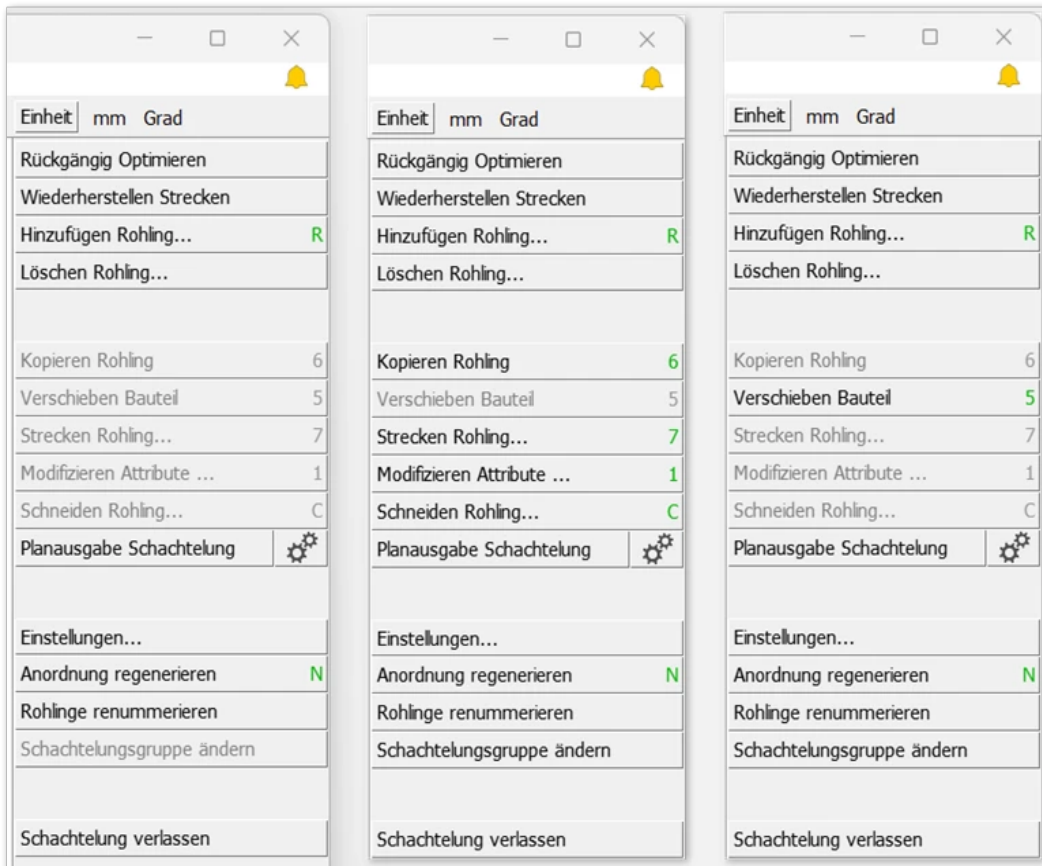 Einheit mm Grad
Rückgängig Optimieren
Wiederherstellen Strecken
Hinzufügen Rohling... R
Löschen Rohling...
Kopieren Rohling 6
Verschieben Bauteil 5
Strecken Rohling... 7
Modifizieren Attribute ... 1
Schneiden Rohling... C
Planausgabe Schachtelung
Einstellungen...
Anordnung regenerieren N
Rohlinge renummerieren
Schachtelungsgruppe ändern
Schachtelung verlassen
Einheit mm Grad
Rückgängig Optimieren
Wiederherstellen Strecken
Hinzufügen Rohling... R
Löschen Rohling...
Kopieren Rohling 6
Verschieben Bauteil 5
Strecken Rohling... 7
Modifizieren Attribute ... 1
Schneiden Rohling... C
Planausgabe Schachtelung
Einstellungen...
Anordnung regenerieren N
Rohlinge renummerieren
Schachtelungsgruppe ändern
Schachtelung verlassen
Einheit mm Grad
Rückgängig Optimieren
Wiederherstellen Strecken
Hinzufügen Rohling... R
Löschen Rohling...
Kopieren Rohling 6
Verschieben Bauteil 5
Strecken Rohling... 7
Modifizieren Attribute ... 1
Schneiden Rohling... C
Planausgabe Schachtelung
Einstellungen...
Anordnung regenerieren N
Rohlinge renummerieren
Schachtelungsgruppe ändern
Schachtelung verlassen